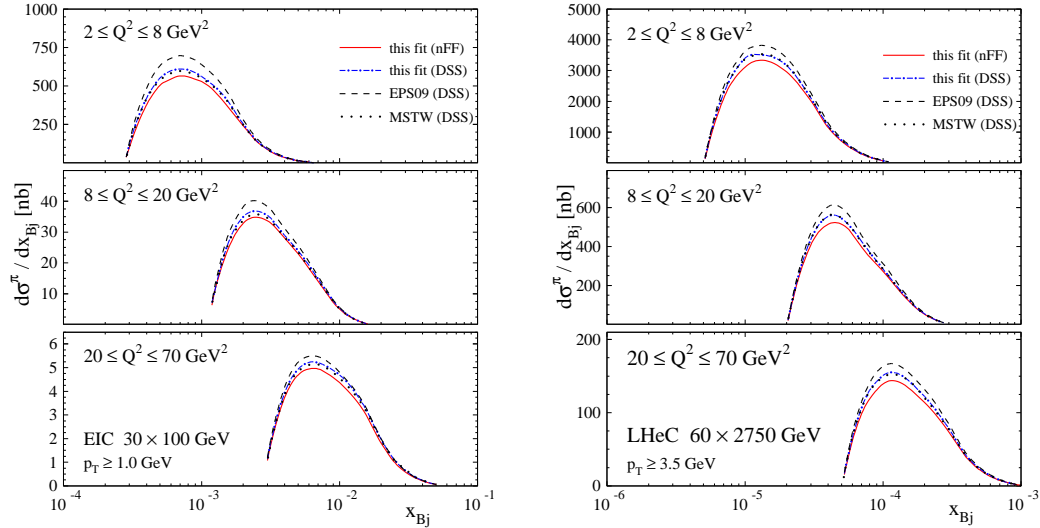 1000
750
500
250
2 ≤ Q² ≤ 8 GeV²
this fit (nFF)
this fit (DSS)
EPS09 (DSS)
MSTW (DSS)
dσ^π / dx_Bj [nb]
40
30
20
10
8 ≤ Q² ≤ 20 GeV²
6
5
4
3
2
1
0
20 ≤ Q² ≤ 70 GeV²
EIC 30 × 100 GeV
p_T ≥ 1.0 GeV
10⁻⁴ 10⁻³ 10⁻² 10⁻¹
x_Bj
5000
4000
3000
2000
1000
2 ≤ Q² ≤ 8 GeV²
this fit (nFF)
this fit (DSS)
EPS09 (DSS)
MSTW (DSS)
dσ^π / dx_Bj [nb]
600
400
200
0
8 ≤ Q² ≤ 20 GeV²
200
150
100
50
0
20 ≤ Q² ≤ 70 GeV²
LHeC 60 × 2750 GeV
p_T ≥ 3.5 GeV
10⁻⁶ 10⁻⁵ 10⁻⁴ 10⁻³
x_Bj